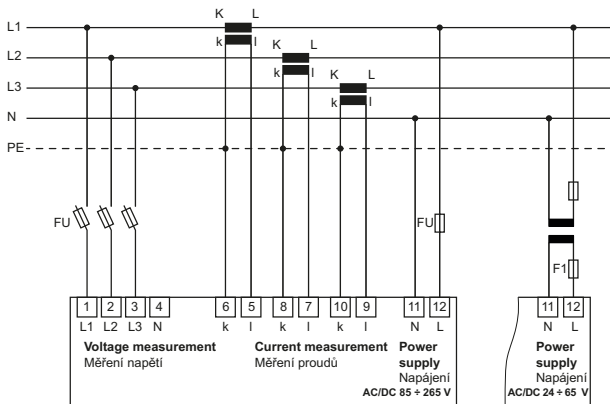 K L
L1
k l
K L
L2
k l
K L
L3
k l
N
PE
FU
FU
F1
1 2 3 4 6 5 8 7 10 9 11 12 11 12
L1 L2 L3 N k l k l k l N L N L
Voltage measurement Current measurement Power Power
Měření napětí Měření proudů supply supply
Napájení Napájení
AC/DC 85 ÷ 265 V AC/DC 24 ÷ 65 V